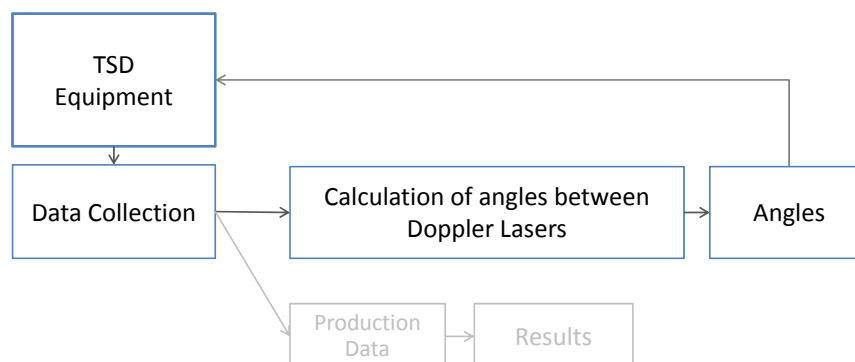 TSD
Equipment
Data Collection
Calculation of angles between
Doppler Lasers
Angles
Production
Data
Results